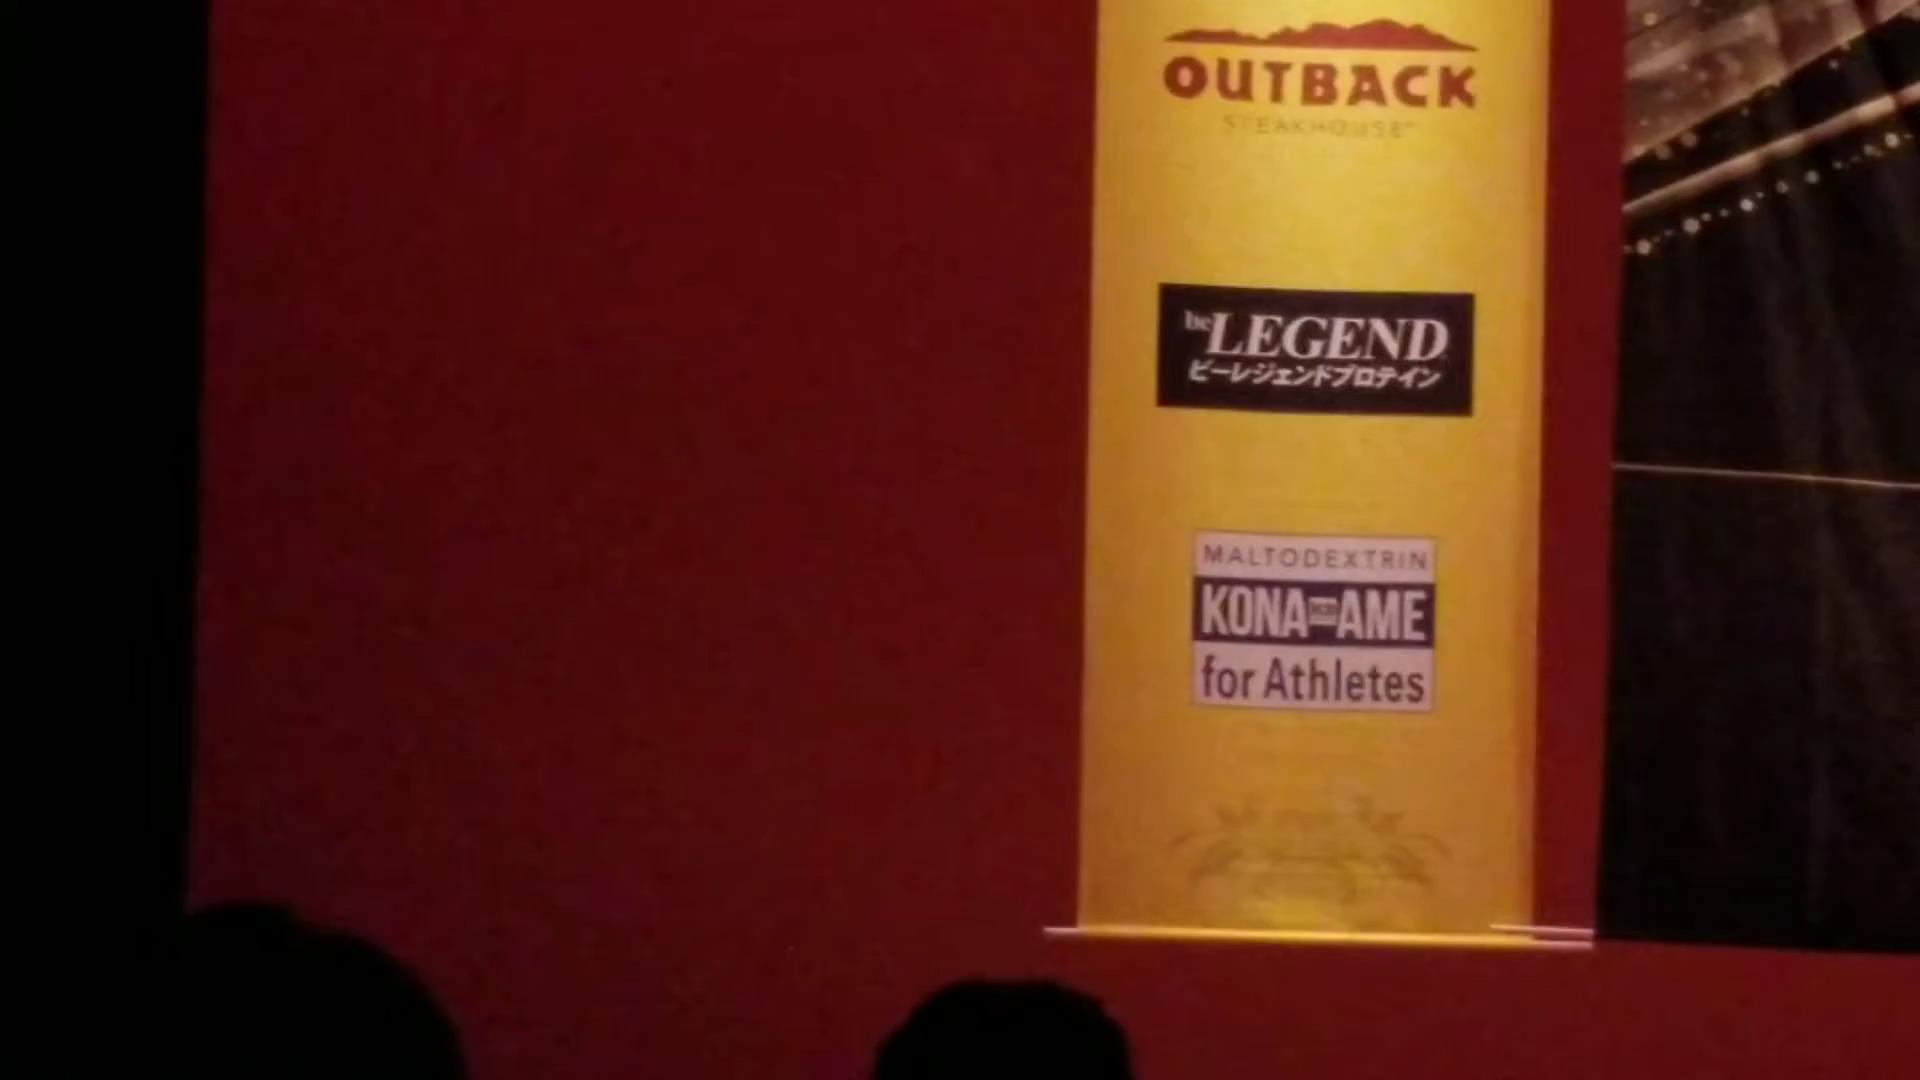 OUTBACK
STEAKHOUSE
be LEGEND
ビーレジェンドプロテイン
MALTODEXTRIN
KONA AME
for Athletes